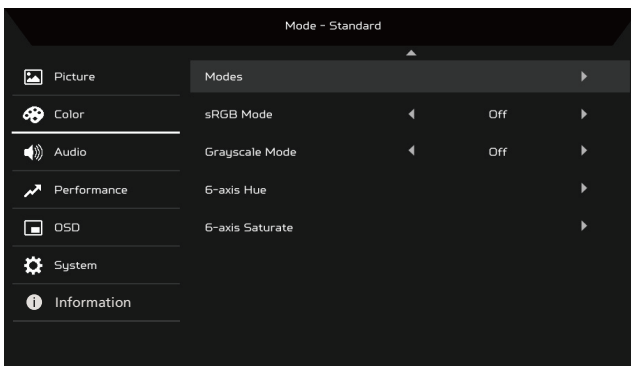 Mode - Standard
Picture
Modes
Color
sRGB Mode Off
Audio
Grayscale Mode Off
Performance
6-axis Hue
OSD
6-axis Saturate
System
Information